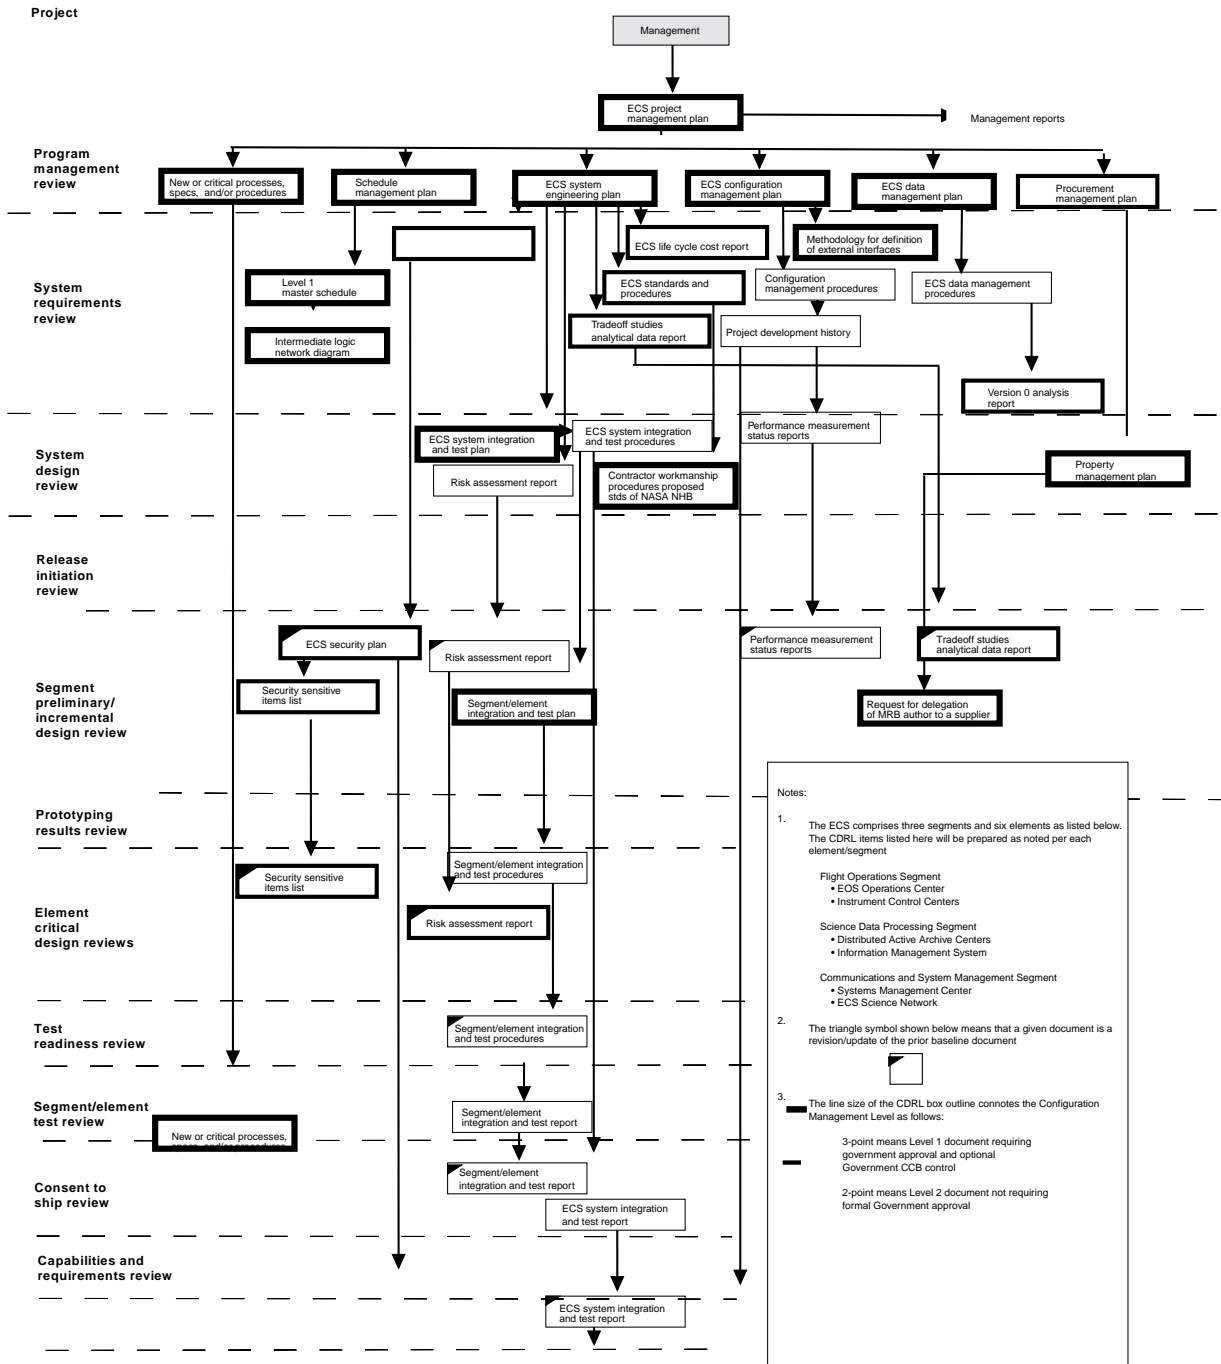 Project
Management
ECS project
management plan
Management reports
Program
management
review
New or critical processes,
specs, and/or procedures
Schedule
management plan
ECS system
engineering plan
ECS configuration
management plan
ECS data
management plan
Procurement
management plan
ECS life cycle cost report
Methodology for definition
of external interfaces
System
requirements
review
Level 1
master schedule
ECS standards and
procedures
Configuration
management procedures
ECS data management
procedures
Intermediate logic
network diagram
Tradeoff studies
analytical data report
Project development history
Version 0 analysis
report
System
design
review
ECS system integration
and test plan
ECS system integration
and test procedures
Performance measurement
status reports
Risk assessment report
Contractor workmanship
procedures proposed
stds of NASA NHB
Property
management plan
Release
initiation
review
ECS security plan
Risk assessment report
Performance measurement
status reports
Tradeoff studies
analytical data report
Segment
preliminary/
incremental
design review
Security sensitive
items list
Segment/element
integration and test plan
Request for delegation
of MRB author to a supplier
Prototyping
results review
Segment/element integration
and test procedures
Security sensitive
items list
Element
critical
design reviews
Risk assessment report
Test
readiness review
Segment/element integration
and test procedures
Segment/element
test review
New or critical processes,
specs, and/or procedures
Segment/element
integration and test report
Consent to
ship review
Segment/element
integration and test report
ECS system integration
and test report
Capabilities and
requirements review
ECS system integration
and test report
Notes:
1.
The ECS comprises three segments and six elements as listed below.
The CDRL items listed here will be prepared as noted per each
element/segment
Flight Operations Segment
• EOS Operations Center
• Instrument Control Centers
Science Data Processing Segment
• Distributed Active Archive Centers
• Information Management System
Communications and System Management Segment
• Systems Management Center
• ECS Science Network
2.
The triangle symbol shown below means that a given document is a
revision/update of the prior baseline document
3.
The line size of the CDRL box outline connotes the Configuration
Management Level as follows:
3-point means Level 1 document requiring
government approval and optional
Government CCB control
2-point means Level 2 document not requiring
formal Government approval